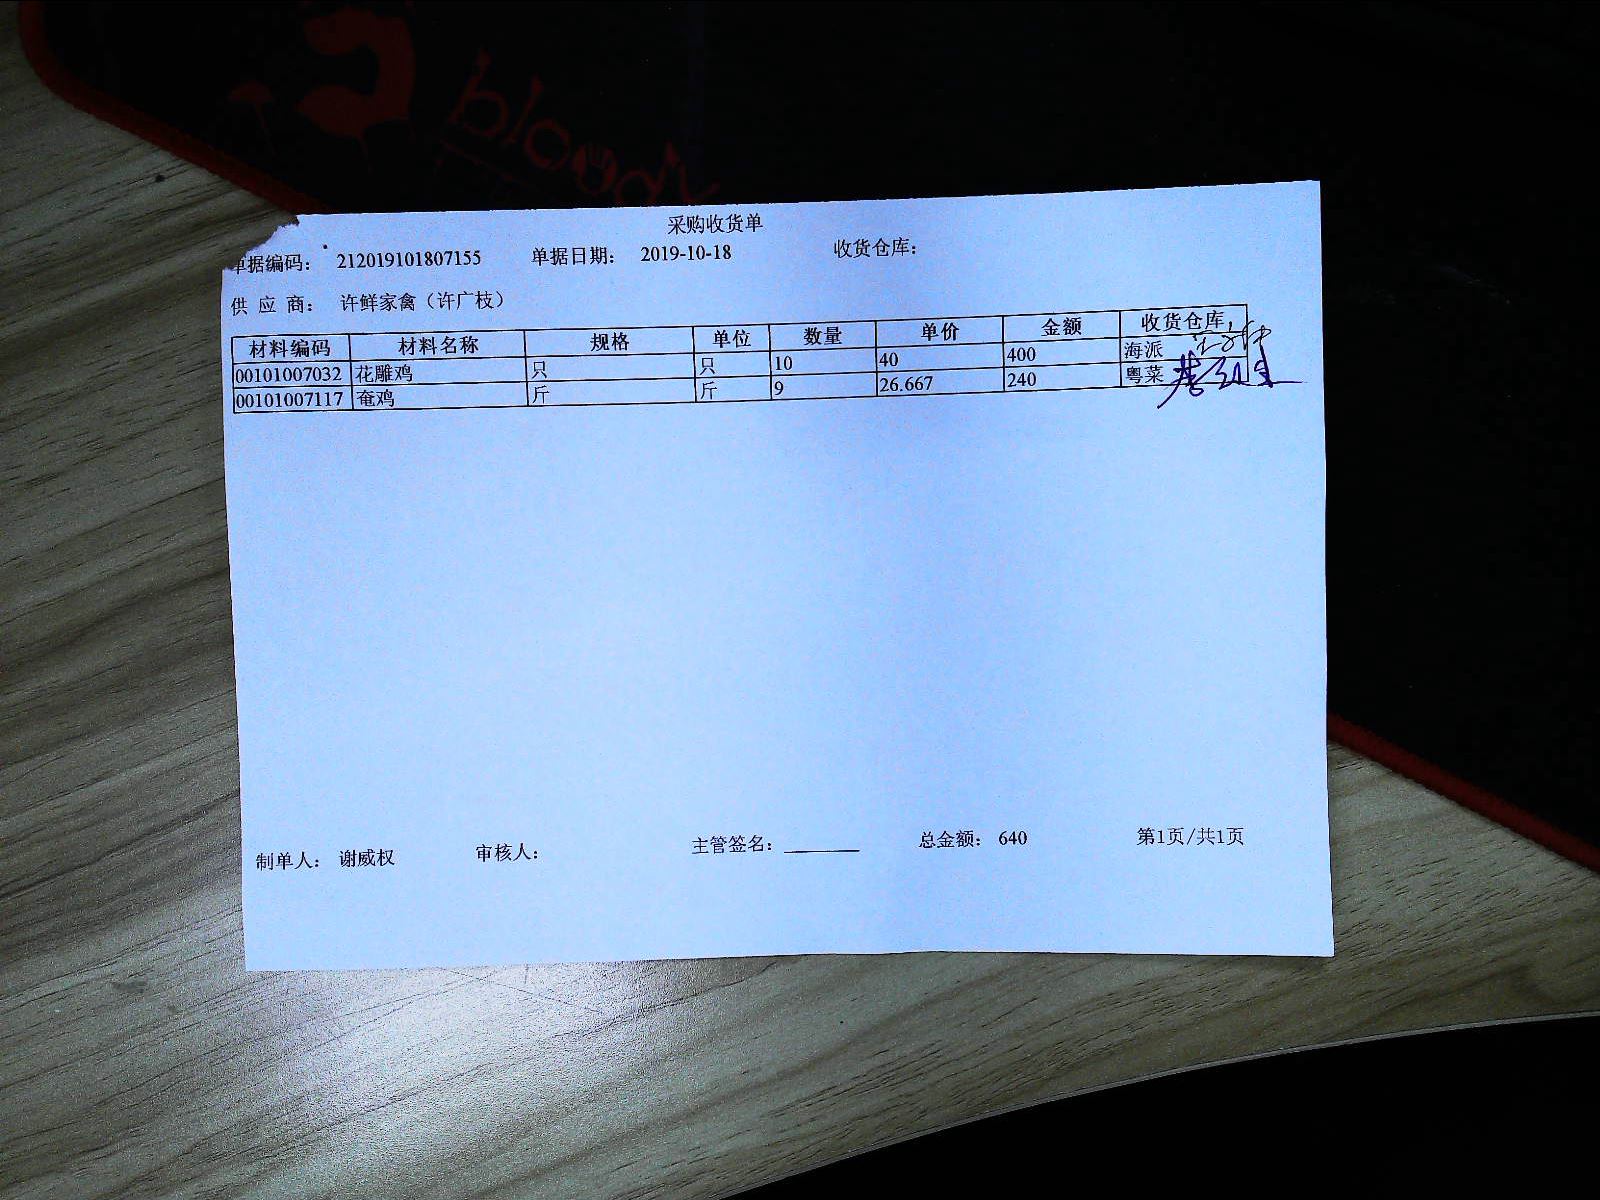 bloody
采购收货单
单据编码： 212019101807155 单据日期： 2019-10-18 收货仓库：
供 应 商： 许鲜家禽（许广枝）
材料编码 材料名称 规格 单位 数量 单价 金额 收货仓库
00101007032 花雕鸡 只 只 10 40 400 海派
00101007117 奄鸡 斤 斤 9 26.667 240 粤菜
制单人： 谢威权 审核人： 主管签名： 总金额： 640 第1页/共1页